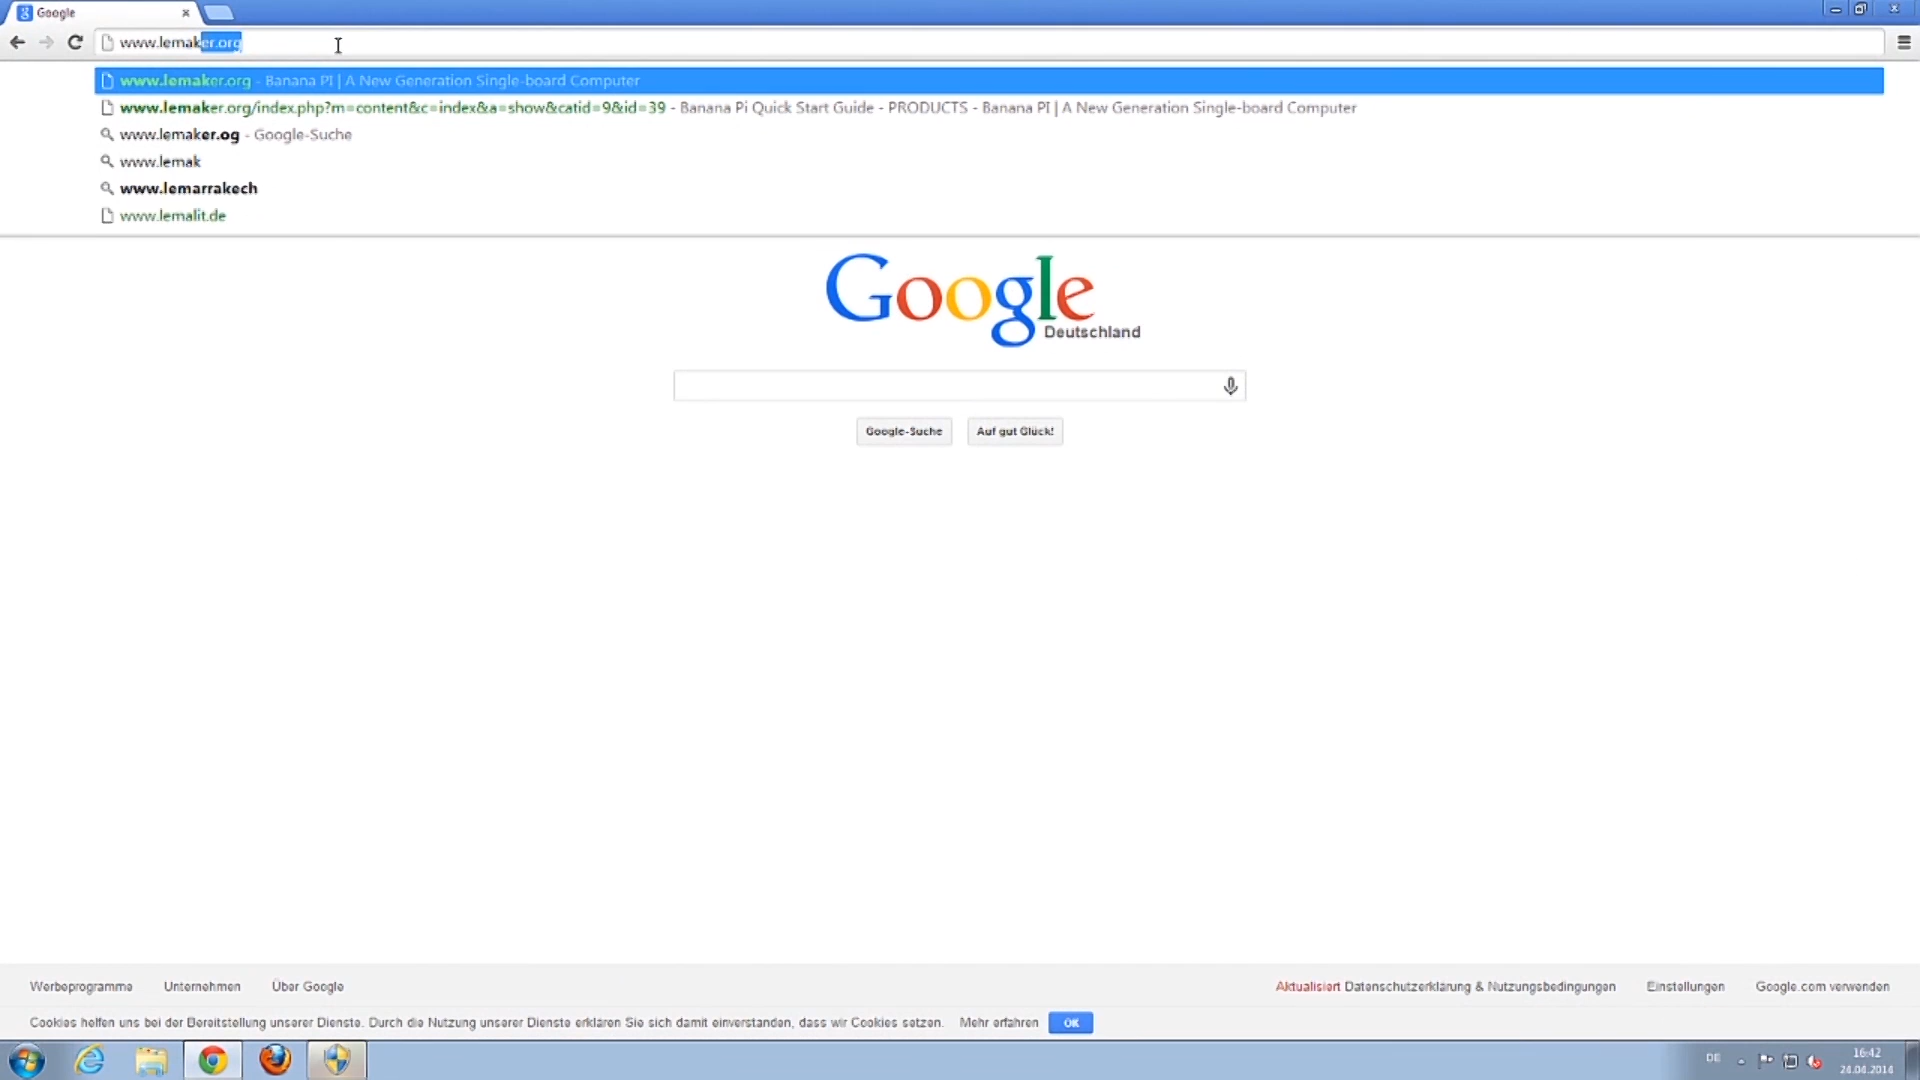 Google
www.lemaker.org
www.lemaker.org - Banana PI | A New Generation Single-board Computer
www.lemaker.org/index.php?m=content&c=index&a=show&catid=9&id=39 - Banana Pi Quick Start Guide - PRODUCTS - Banana PI | A New Generation Single-board Computer
www.lemaker.og - Google-Suche
www.lemak
www.lemarrakech
www.lemalit.de
Google
Deutschland
Google-Suche Auf gut Glück!
Werbeprogramme Unternehmen Über Google Aktualisiert Datenschutzerklärung & Nutzungsbedingungen Einstellungen Google.com verwenden
Cookies helfen uns bei der Bereitstellung unserer Dienste. Durch die Nutzung unserer Dienste erklären Sie sich damit einverstanden, dass wir Cookies setzen. Mehr erfahren OK
DE 16:42
24.04.2014